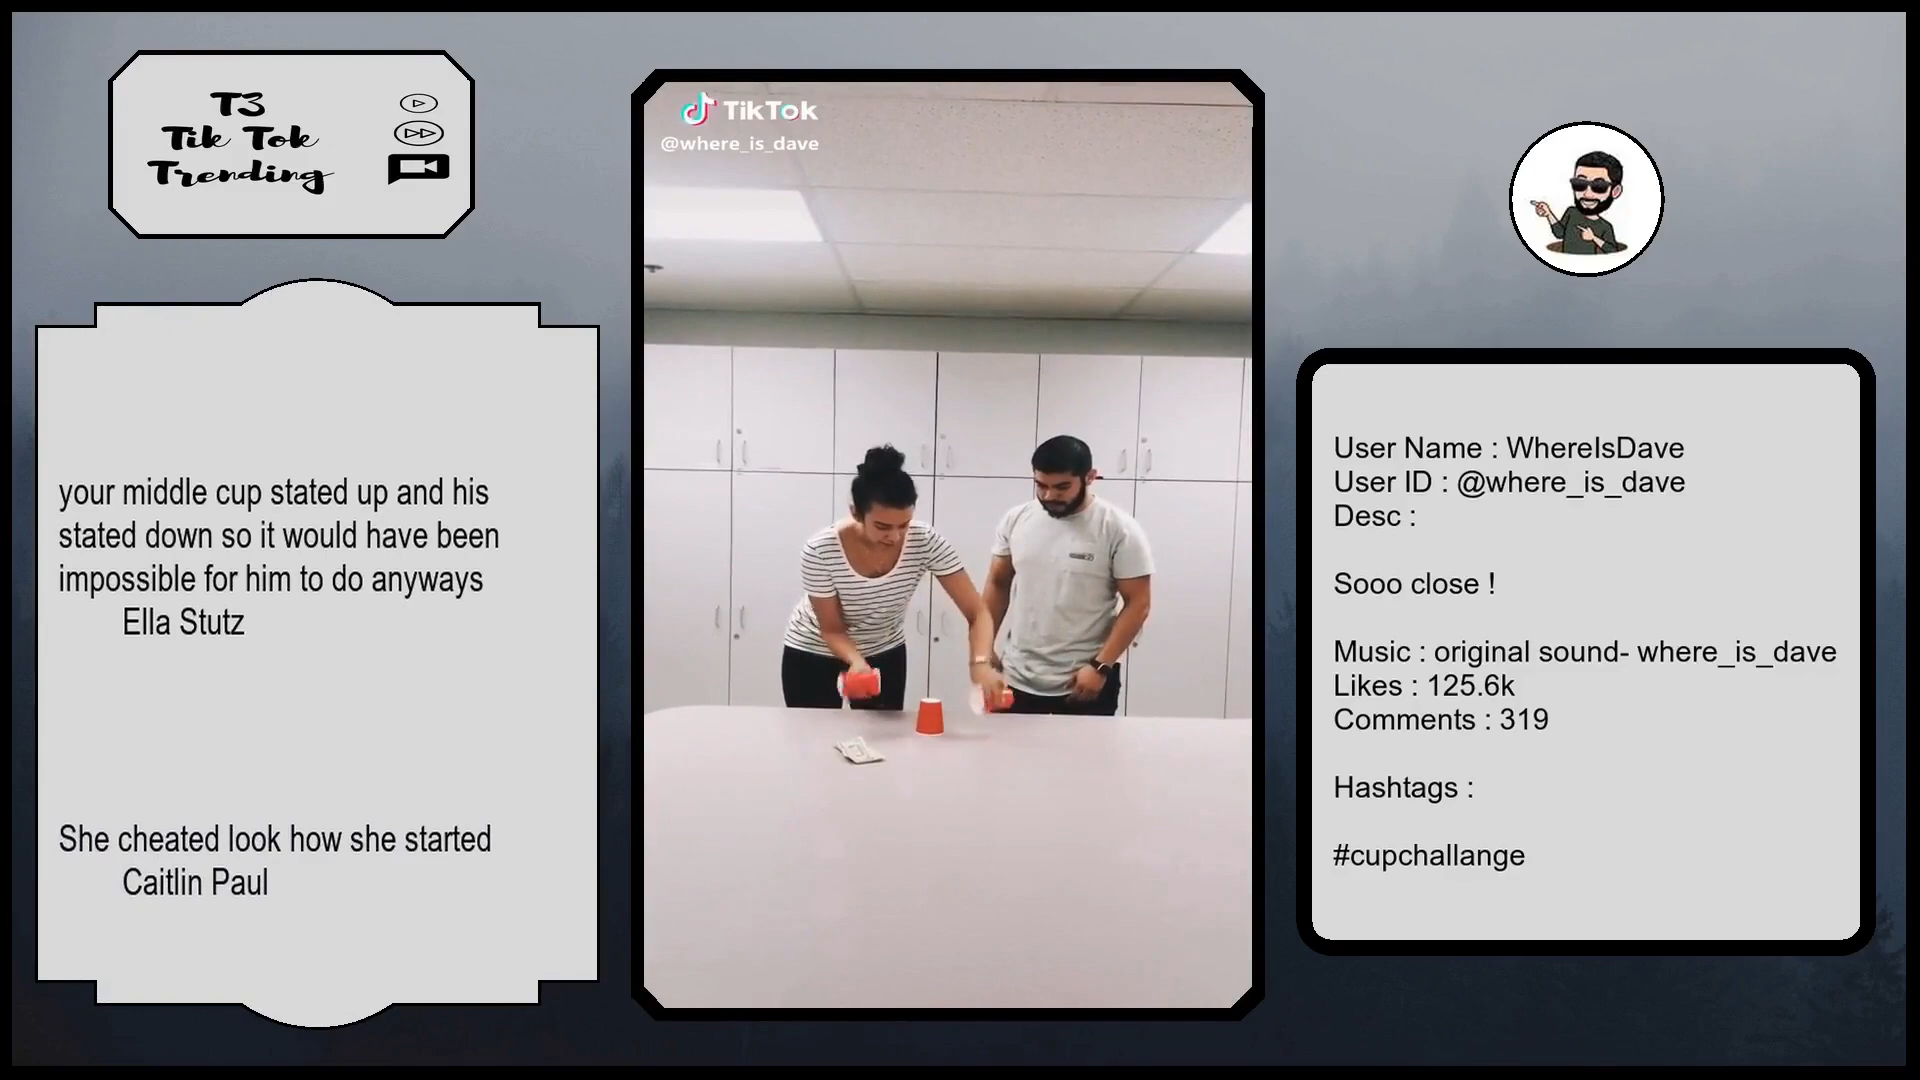 T3
Tik Tok
Trending
your middle cup stated up and his
stated down so it would have been
impossible for him to do anyways
Ella Stutz
She cheated look how she started
Caitlin Paul
TikTok
@where_is_dave
User Name : WhereIsDave
User ID : @where_is_dave
Desc :
Sooo close !
Music : original sound- where_is_dave
Likes : 125.6k
Comments : 319
Hashtags :
#cupchallange